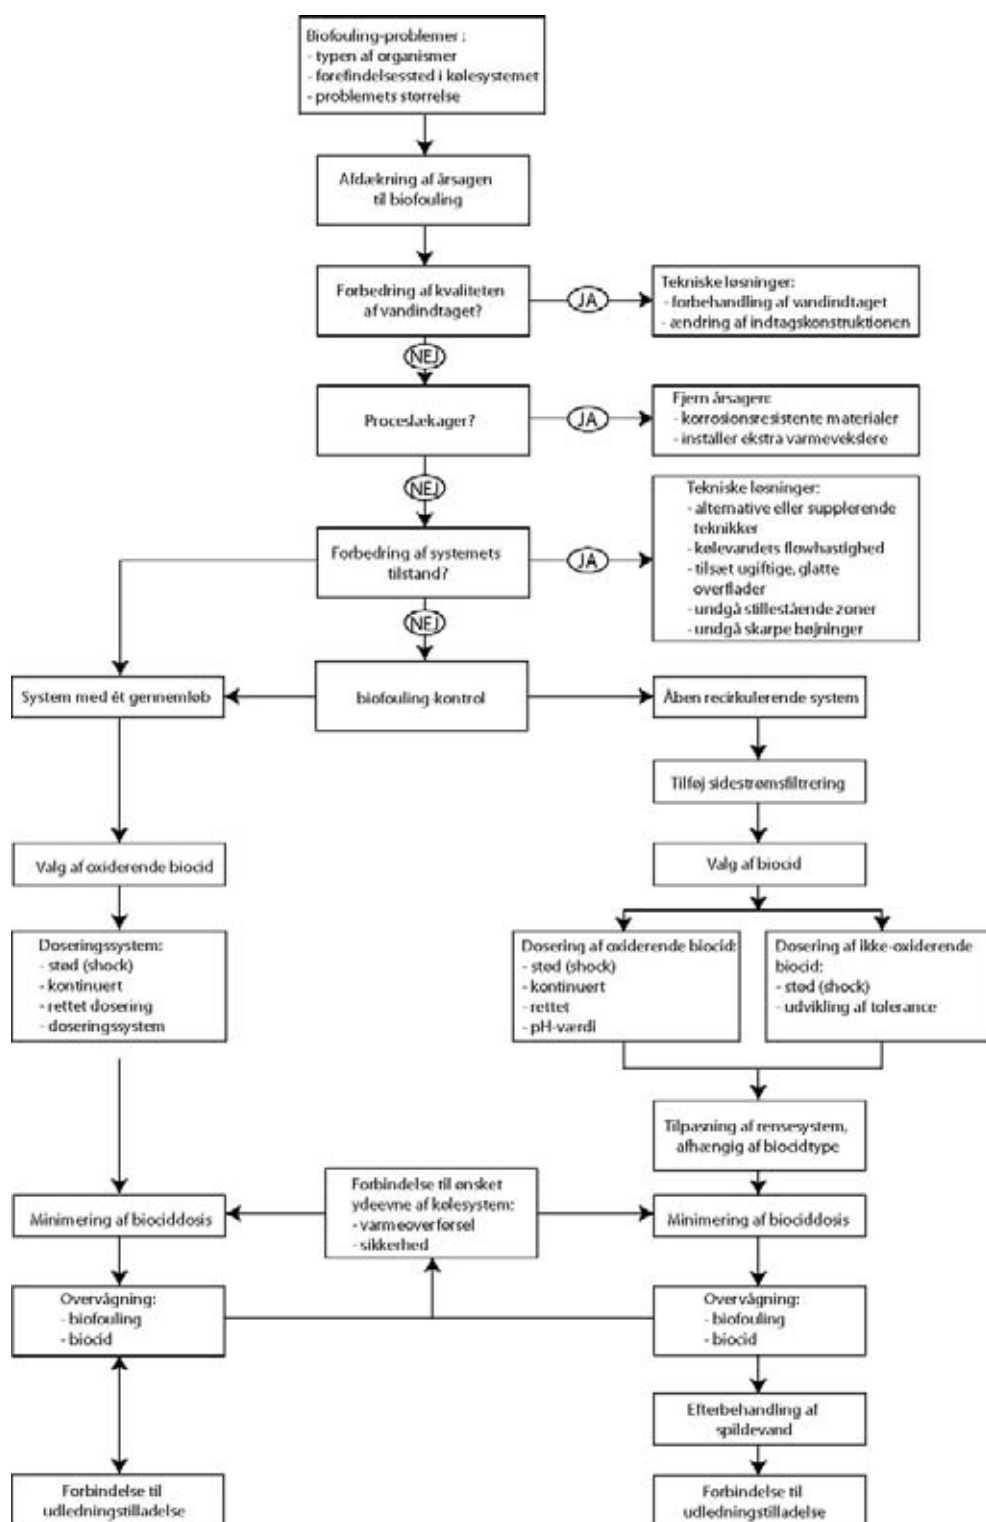 Biofouling-problemer :
- typen af organismer
- forefindelsessted i kølesystemet
- problemets størrelse
Afdækning af årsagen
til biofouling
Forbedring af kvaliteten
af vandindtaget?
JA
Tekniske løsninger:
- forbehandling af vandindtaget
- ændring af indtagskonstruktionen
NEJ
Proceslækager?
JA
Fjern årsagen:
- korrosionsresistente materialer
- installer ekstra varmevekslere
NEJ
Forbedring af systemets
tilstand?
JA
Tekniske løsninger:
- alternative eller supplerende
teknikker
- kølevandets flowhastighed
- tilsæt ugiftige, glatte
overflader
- undgå stillestående zoner
- undgå skarpe bøjninger
NEJ
System med ét gennemløb
biofouling-kontrol
Åben recirkulerende system
Tilføj sidestrømsfiltrering
Valg af oxiderende biocid
Valg af biocid
Doseringssystem:
- stød (shock)
- kontinuert
- rettet dosering
- doseringssystem
Dosering af oxiderende biocid:
- stød (shock)
- kontinuert
- rettet
- pH-værdi
Dosering af ikke-oxiderende
biocid:
- stød (shock)
- udvikling af tolerance
Tilpasning af rensesystem,
afhængig af biocidtype
Minimering af biociddosis
Forbindelse til ønsket
ydeevne af kølesystem:
- varmeoverførsel
- sikkerhed
Minimering af biociddosis
Overvågning:
- biofouling
- biocid
Overvågning:
- biofouling
- biocid
Efterbehandling af
spildevand
Forbindelse til
udledningstilladelse
Forbindelse til
udledningstilladelse